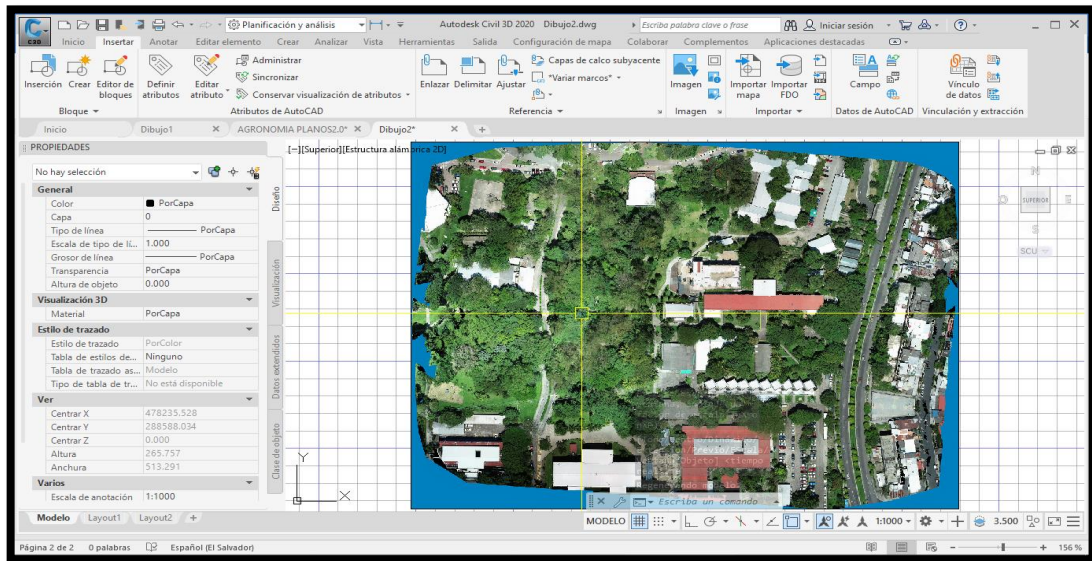 C3D
Planificación y análisis
Autodesk Civil 3D 2020 Dibujo2.dwg
Escriba palabra clave o frase
Iniciar sesión
Inicio Insertar Anotar Editar elemento Crear Analizar Vista Herramientas Salida Configuración de mapa Colaborar Complementos Aplicaciones destacadas
Inserción Crear Editor de bloques
Definir atributos Editar atributo
Administrar
Sincronizar
Conservar visualización de atributos
Enlazar Delimitar Ajustar
Capas de calco subyacente
*Variar marcos*
Imagen
Importar mapa Importar FDO
Campo
Vínculo de datos
Bloque Atributos de AutoCAD Referencia Imagen Importar Datos de AutoCAD Vinculación y extracción
Inicio Dibujo1 AGRONOMIA PLANOS2.0* Dibujo2* +
PROPIEDADES
[−][Superior][Estructura alámbrica 2D]
No hay selección
General
Color PorCapa
Capa 0
Tipo de línea PorCapa
Escala de tipo de lí... 1.000
Grosor de línea PorCapa
Transparencia PorCapa
Altura de objeto 0.000
Visualización 3D
Material PorCapa
Estilo de trazado
Estilo de trazado PorColor
Tabla de estilos de... Ninguno
Tabla de trazado as... Modelo
Tipo de tabla de tr... No está disponible
Ver
Centrar X 478235.528
Centrar Y 288588.034
Centrar Z 0.000
Altura 265.757
Anchura 513.291
Varios
Escala de anotación 1:1000
Diseño
Visualización
Datos extendidos
Clase de objeto
N
SUPERIOR
O
E
S
SCU
Y
X
Escriba un comando
Modelo Layout1 Layout2 +
MODELO 1:1000 3.500
Página 2 de 2 0 palabras Español (El Salvador) 156 %